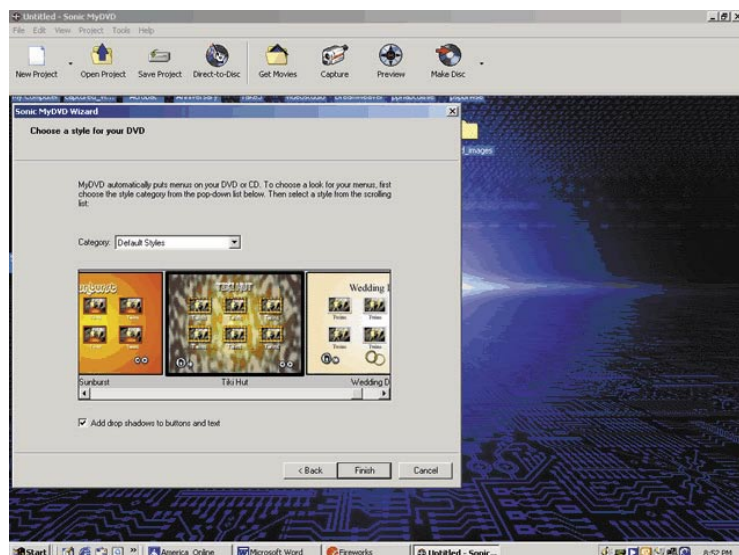 Untitled - Sonic MyDVD
File Edit View Project Tools Help
New Project Open Project Save Project Direct-to-Disc Get Movies Capture Preview Make Disc
Sonic MyDVD Wizard
Choose a style for your DVD
MyDVD automatically puts menus on your DVD or CD. To choose a look for your menus, first
choose the style category from the pop-down list below. Then select a style from the scrolling
list:
Category: Default Styles
TIKI HUT
Wedding
Sunburst Tiki Hut Wedding D
Add drop shadows to buttons and text
< Back Finish Cancel
Start America Online Microsoft Word Fireworks Untitled - Sonic... 8:52 PM